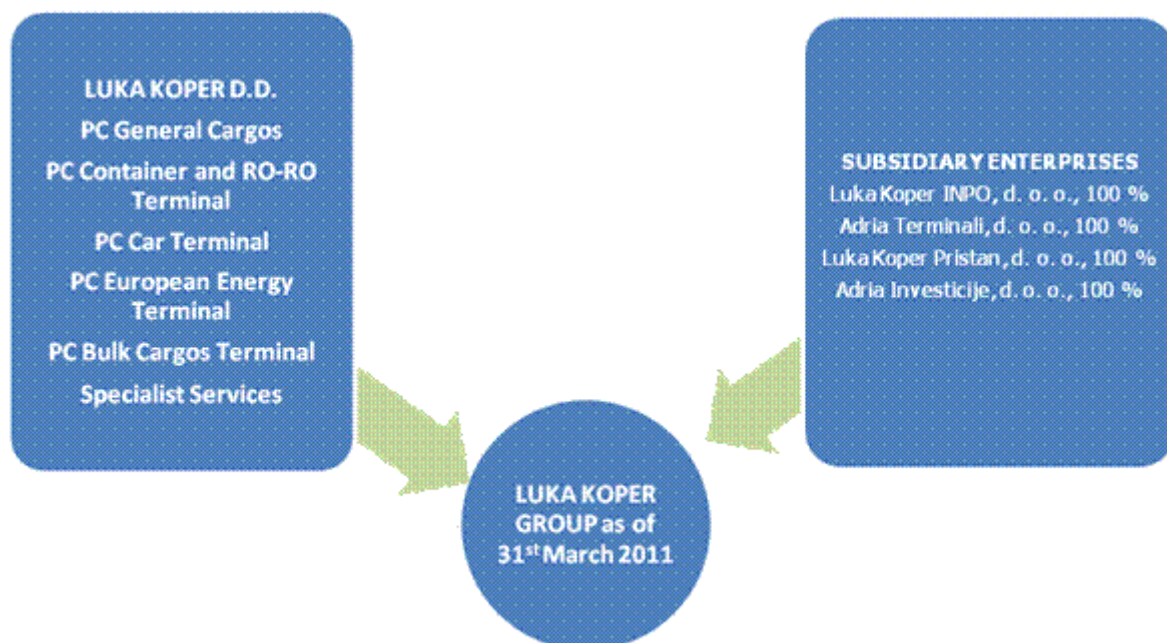 LUKA KOPER D.D.
PC General Cargos
PC Container and RO-RO
Terminal
PC Car Terminal
PC European Energy
Terminal
PC Bulk Cargos Terminal
Specialist Services
SUBSIDIARY ENTERPRISES
Luka Koper INPO, d. o. o., 100 %
Adria Terminali, d. o. o., 100 %
Luka Koper Pristan, d. o. o., 100 %
Adria Investicije, d. o. o., 100 %
LUKA KOPER
GROUP as of
31st March 2011